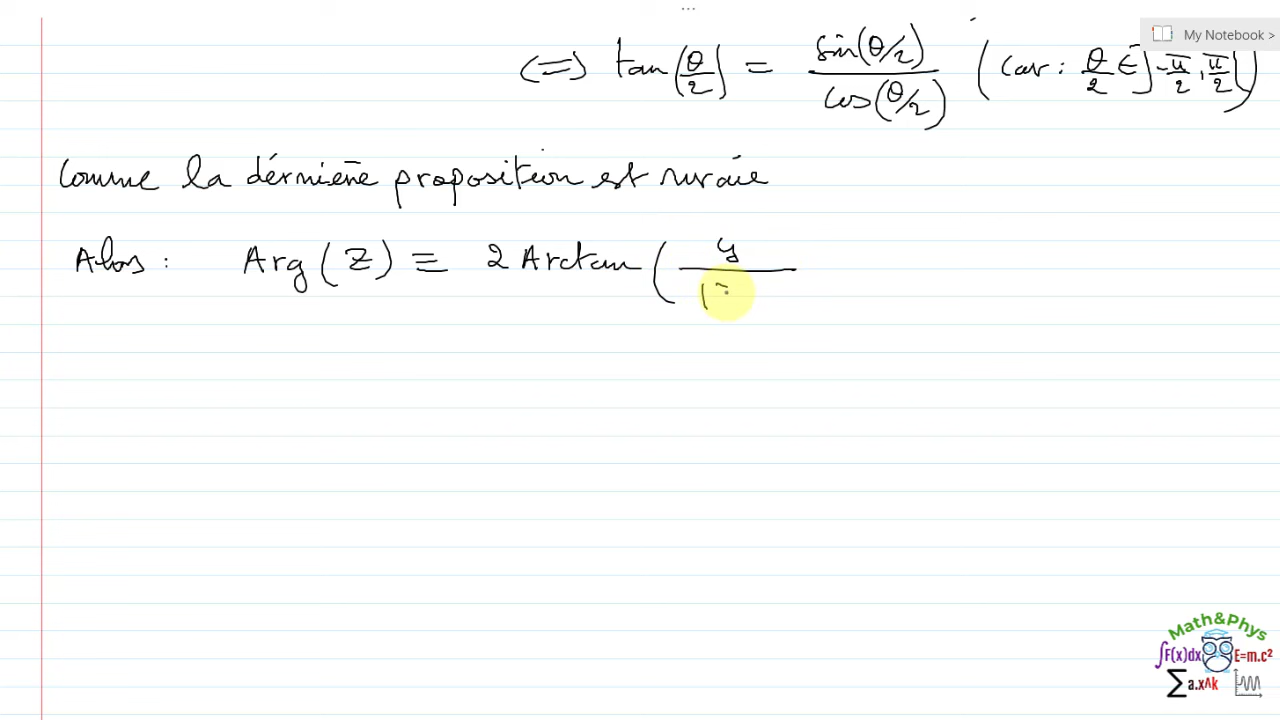 My Notebook >
⟺ tan(θ/2) = sin(θ/2)/cos(θ/2) (car : θ/2 ∈ ]-π/2, π/2[)
Comme la dérnière proposition est vraie
Alors : Arg(Z) ≡ 2 Arctan( y / |
Math&Phys
∫F(x)dx E=m.c²
∑ a.x^k